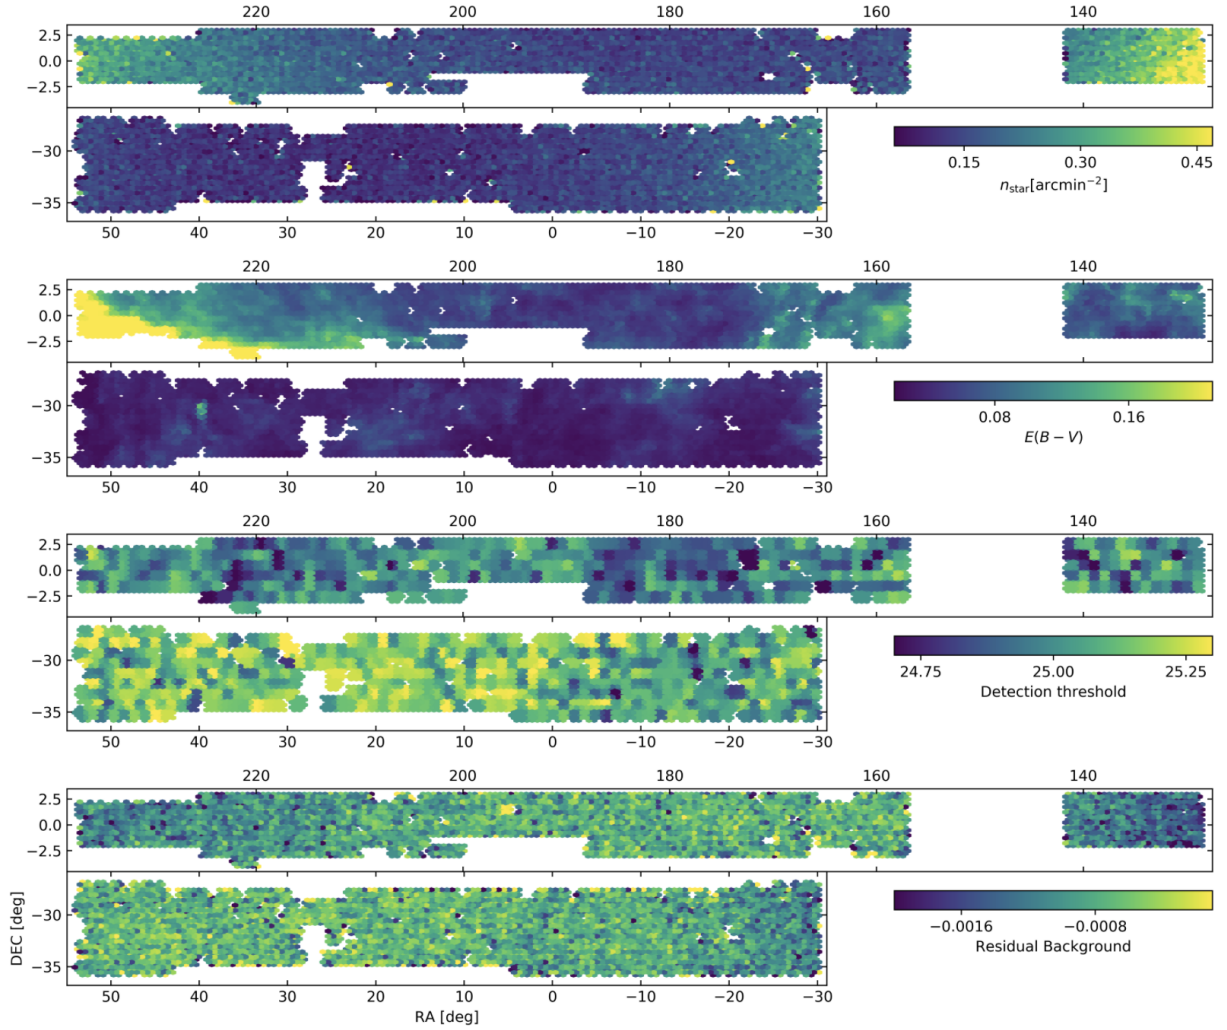 220 200 180 160 140
2.5
0.0
−2.5
−30
−35
50 40 30 20 10 0 −10 −20 −30
0.15 0.30 0.45
n_star[arcmin⁻²]
220 200 180 160 140
2.5
0.0
−2.5
−30
−35
50 40 30 20 10 0 −10 −20 −30
0.08 0.16
E(B − V)
220 200 180 160 140
2.5
0.0
−2.5
−30
−35
50 40 30 20 10 0 −10 −20 −30
24.75 25.00 25.25
Detection threshold
220 200 180 160 140
2.5
0.0
−2.5
−30
−35
50 40 30 20 10 0 −10 −20 −30
−0.0016 −0.0008
Residual Background
DEC [deg]
RA [deg]